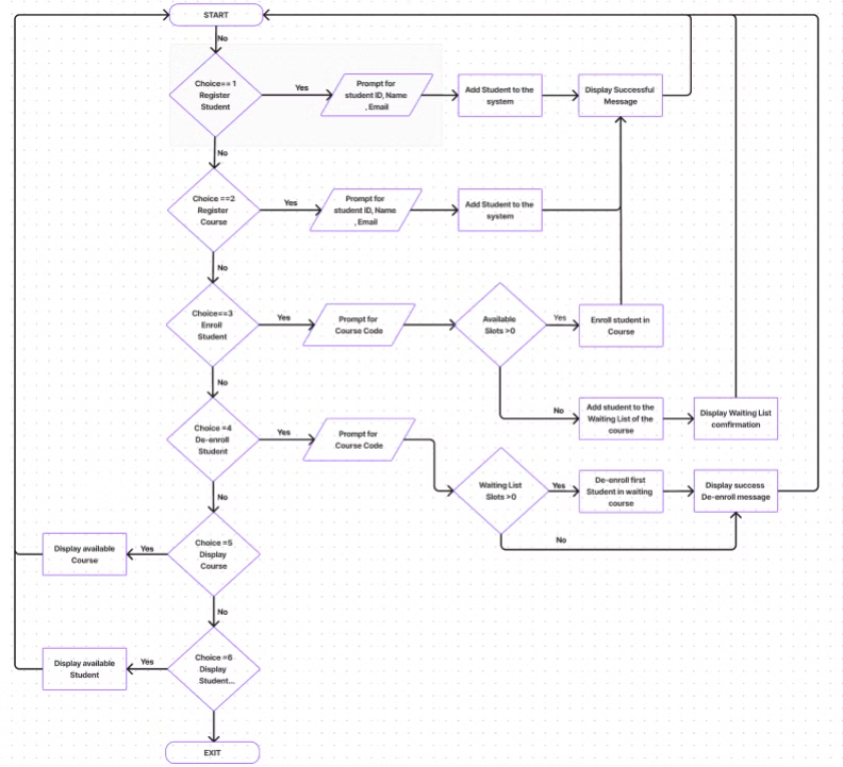 START
No
Choice== 1
Register
Student
Yes
Prompt for
student ID, Name
, Email
Add Student to the
system
Display Successful
Message
No
Choice ==2
Register
Course
Yes
Prompt for
student ID, Name
, Email
Add Student to the
system
No
Choice==3
Enroll
Student
Yes
Prompt for
Course Code
Available
Slots >0
Yes
Enroll student in
Course
No
No
Add student to the
Waiting List of the
course
Display Waiting List
comfirmation
Choice =4
De-enroll
Student
Yes
Prompt for
Course Code
Waiting List
Slots >0
Yes
De-enroll first
Student in waiting
course
Display success
De-enroll message
No
No
Choice =5
Display
Course
Yes
Display available
Course
No
Choice =6
Display
Student...
Yes
Display available
Student
EXIT